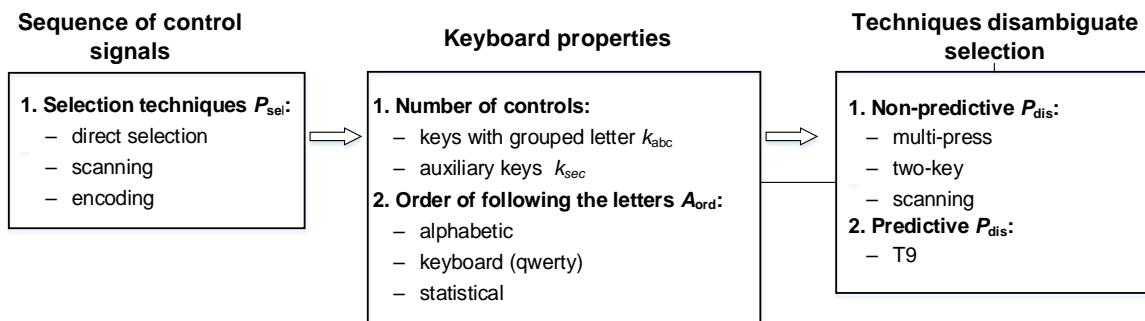 Sequence of control
signals
1. Selection techniques Psel:
– direct selection
– scanning
– encoding
Keyboard properties
1. Number of controls:
– keys with grouped letter kabc
– auxiliary keys ksec
2. Order of following the letters Aord:
– alphabetic
– keyboard (qwerty)
– statistical
Techniques disambiguate
selection
1. Non-predictive Pdis:
– multi-press
– two-key
– scanning
2. Predictive Pdis:
– T9